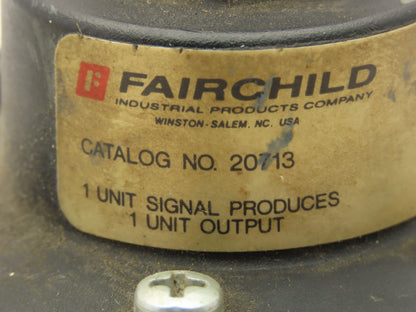 FAIRCHILD
INDUSTRIAL PRODUCTS COMPANY
WINSTON-SALEM, NC. USA
CATALOG NO. 20713
1 UNIT SIGNAL PRODUCES
1 UNIT OUTPUT